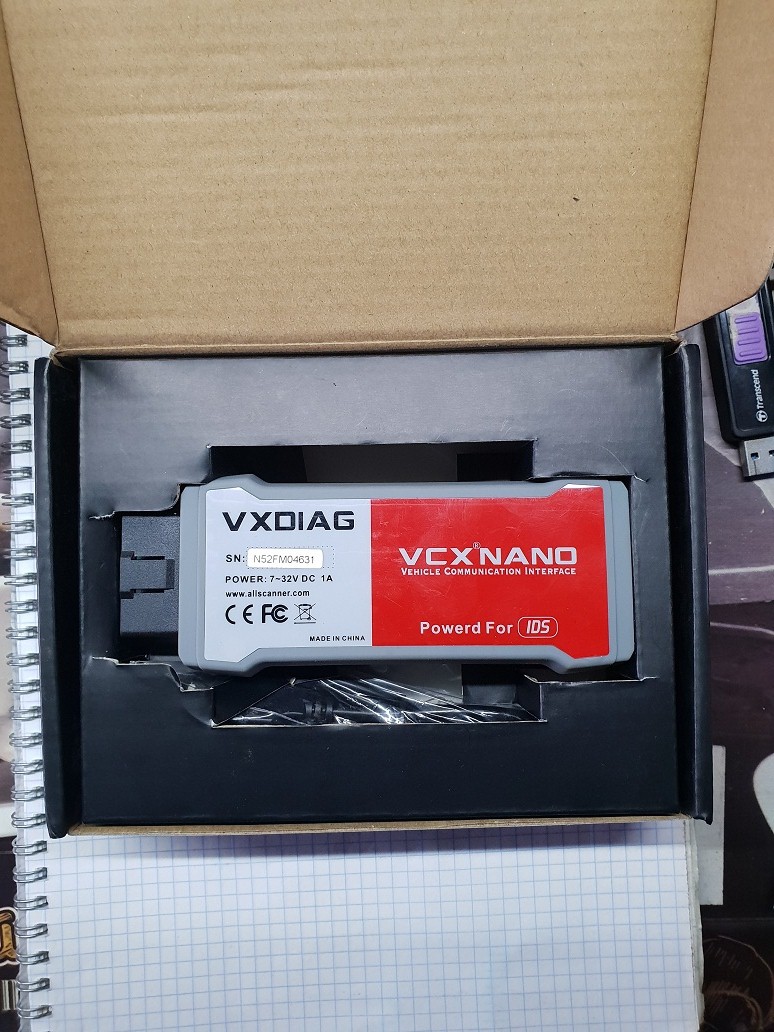 VXDIAG
SN: N52FM04631
POWER: 7~32V DC 1A
www.allscanner.com
CE FC
MADE IN CHINA
VCX®NANO
VEHICLE COMMUNICATION INTERFACE
Powerd For IDS
Transcend